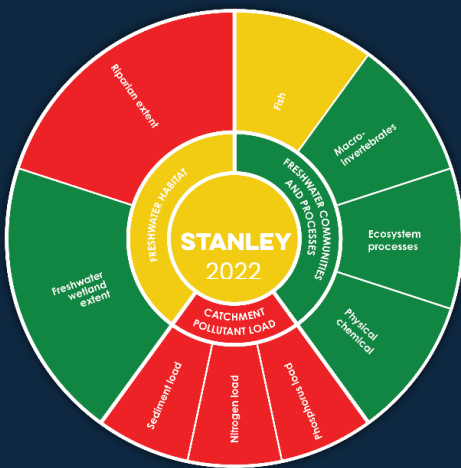 Riparian extent
Fish
Macro-
invertebrates
Ecosystem
processes
Physical
chemical
Phosphorus load
Nitrogen load
Sediment load
Freshwater
wetland
extent
FRESHWATER HABITAT
FRESHWATER COMMUNITIES
AND PROCESSES
CATCHMENT
POLLUTANT LOAD
STANLEY
2022